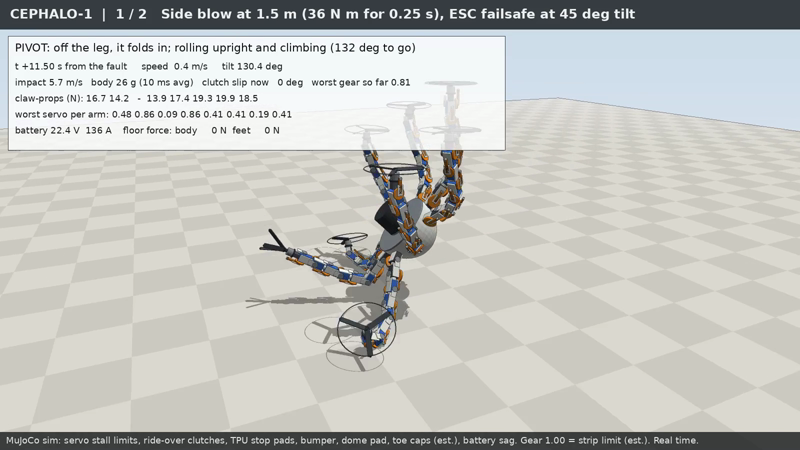 CEPHALO-1 | 1 / 2 Side blow at 1.5 m (36 N m for 0.25 s), ESC failsafe at 45 deg tilt
PIVOT: off the leg, it folds in; rolling upright and climbing (132 deg to go)
t +11.50 s from the fault speed 0.4 m/s tilt 130.4 deg
impact 5.7 m/s body 26 g (10 ms avg) clutch slip now 0 deg worst gear so far 0.81
claw-props (N): 16.7 14.2 - 13.9 17.4 19.3 19.9 18.5
worst servo per arm: 0.48 0.86 0.09 0.86 0.41 0.41 0.19 0.41
battery 22.4 V 136 A floor force: body 0 N feet 0 N
MuJoCo sim: servo stall limits, ride-over clutches, TPU stop pads, bumper, dome pad, toe caps (est.), battery sag. Gear 1.00 = strip limit (est.). Real time.